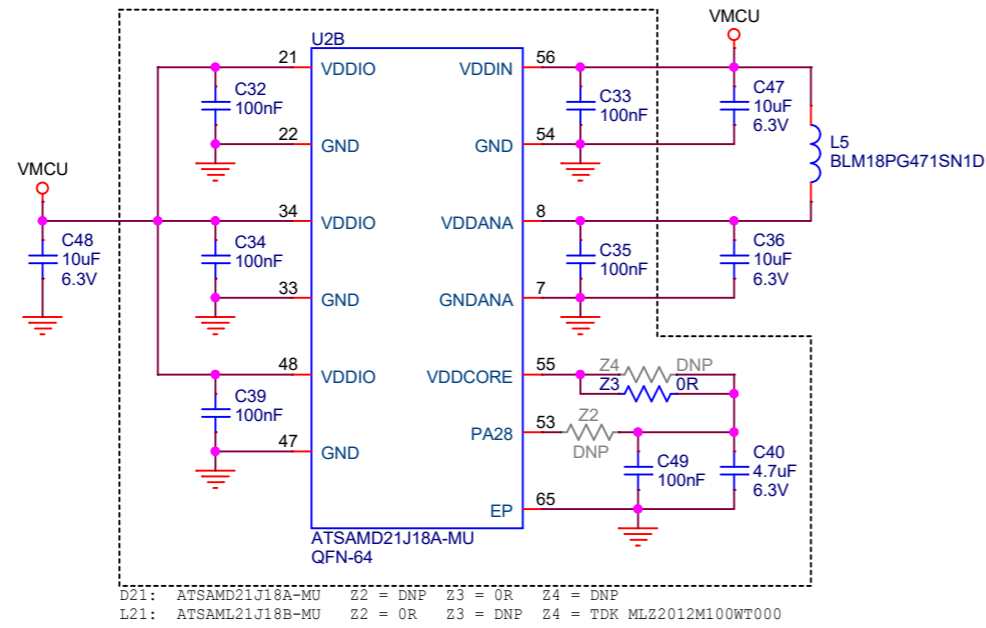 VMCU
U2B
21
VDDIO
VDDIN
56
C32
100nF
C33
100nF
C47
10uF
6.3V
22
GND
GND
54
L5
BLM18PG471SN1D
VMCU
34
VDDIO
VDDANA
8
C48
10uF
6.3V
C34
100nF
C35
100nF
C36
10uF
6.3V
33
GND
GNDANA
7
48
VDDIO
VDDCORE
55
Z4
DNP
Z3
0R
C39
100nF
PA28
53
Z2
DNP
47
GND
C49
100nF
C40
4.7uF
6.3V
EP
65
ATSAMD21J18A-MU
QFN-64
D21: ATSAMD21J18A-MU Z2 = DNP Z3 = 0R Z4 = DNP
L21: ATSAML21J18B-MU Z2 = 0R Z3 = DNP Z4 = TDK MLZ2012M100WT000